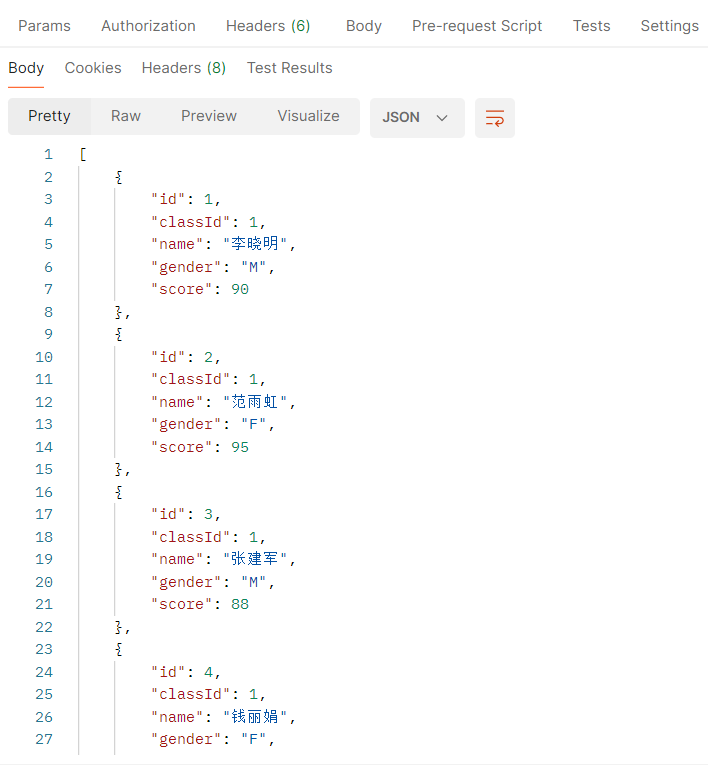 Params Authorization Headers (6) Body Pre-request Script Tests Settings
Body Cookies Headers (8) Test Results
Pretty Raw Preview Visualize JSON
1 [
2 {
3 "id": 1,
4 "classId": 1,
5 "name": "李晓明",
6 "gender": "M",
7 "score": 90
8 },
9 {
10 "id": 2,
11 "classId": 1,
12 "name": "范雨虹",
13 "gender": "F",
14 "score": 95
15 },
16 {
17 "id": 3,
18 "classId": 1,
19 "name": "张建军",
20 "gender": "M",
21 "score": 88
22 },
23 {
24 "id": 4,
25 "classId": 1,
26 "name": "钱丽娟",
27 "gender": "F",